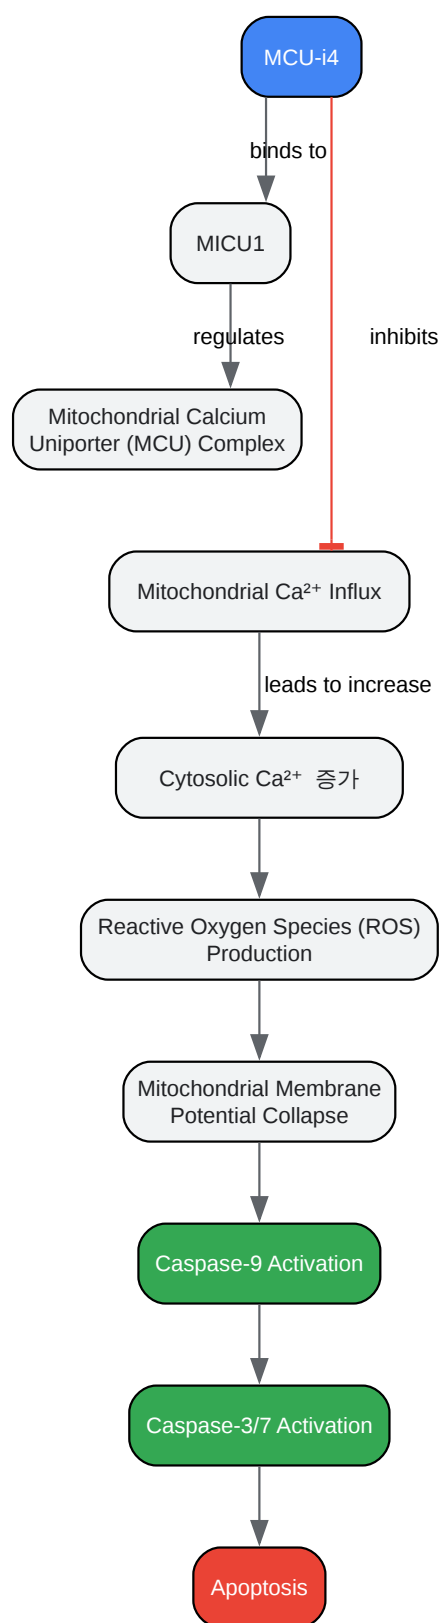 MCU-i4
binds to
MICU1
regulates
inhibits
Mitochondrial Calcium
Uniporter (MCU) Complex
Mitochondrial Ca²⁺ Influx
leads to increase
Cytosolic Ca²⁺ 증가
Reactive Oxygen Species (ROS)
Production
Mitochondrial Membrane
Potential Collapse
Caspase-9 Activation
Caspase-3/7 Activation
Apoptosis